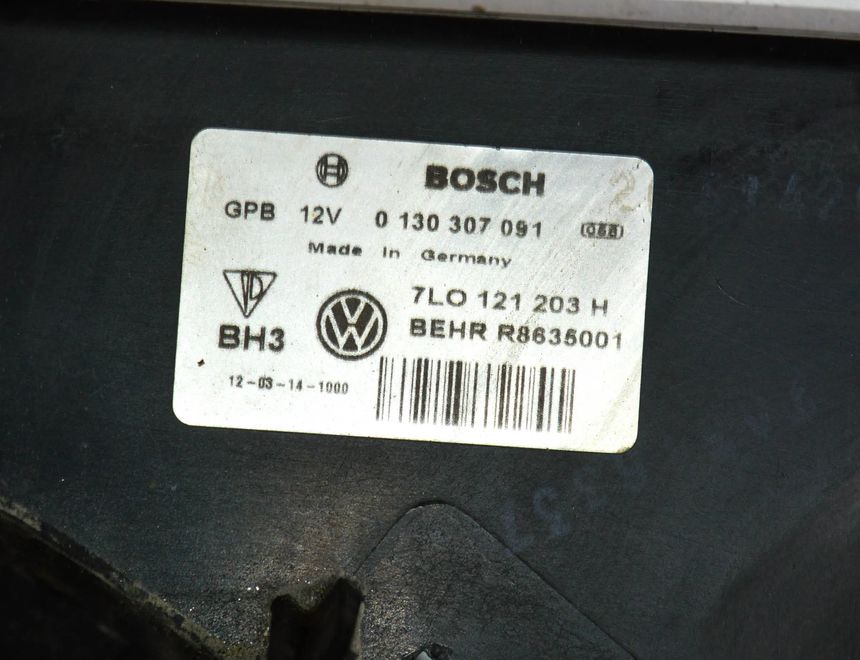 BOSCH
GPB 12V 0 130 307 091
Made In Germany
7LO 121 203 H
BH3 BEHR R8635001
12-03-14-1000